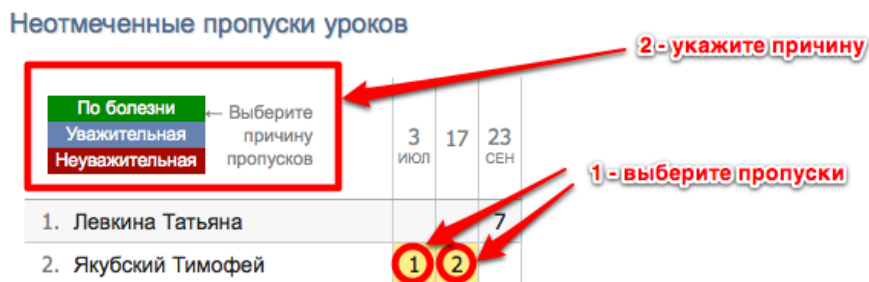 Неотмеченные пропуски уроков
2 - укажите причину
По болезни
Уважительная
Неуважительная
← Выберите
причину
пропусков
3 17 23
июл сен
1 - выберите пропуски
1. Левкина Татьяна 7
2. Якубский Тимофей 1 2